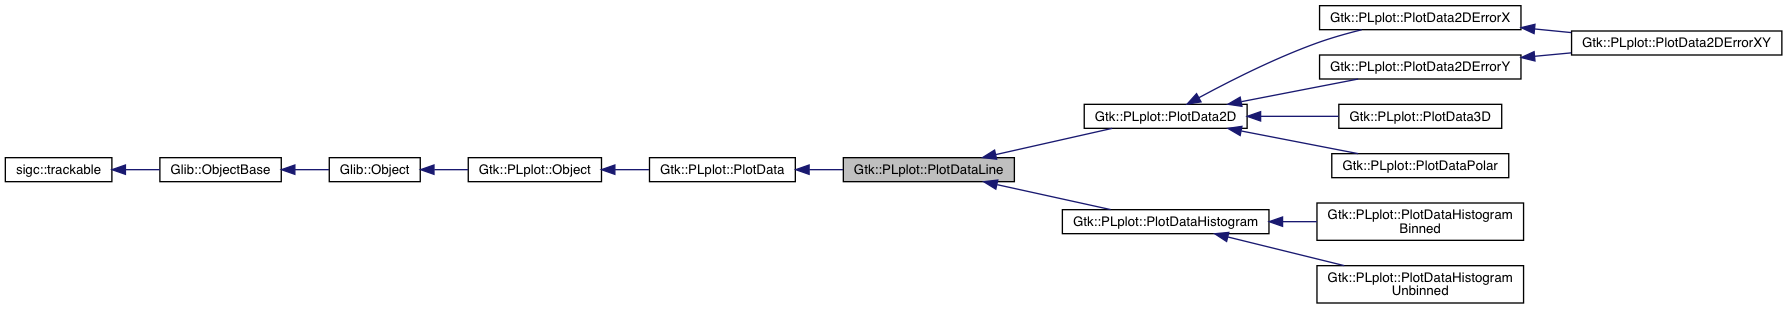 Gtk::PLplot::PlotData2DErrorX
Gtk::PLplot::PlotData2DErrorXY
Gtk::PLplot::PlotData2DErrorY
Gtk::PLplot::PlotData2D
Gtk::PLplot::PlotData3D
sigc::trackable
Glib::ObjectBase
Glib::Object
Gtk::PLplot::Object
Gtk::PLplot::PlotData
Gtk::PLplot::PlotDataLine
Gtk::PLplot::PlotDataPolar
Gtk::PLplot::PlotDataHistogram
Gtk::PLplot::PlotDataHistogram
Binned
Gtk::PLplot::PlotDataHistogram
Unbinned